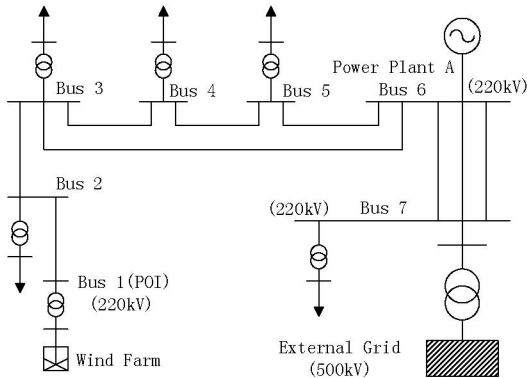 Power Plant A
Bus 3
Bus 4
Bus 5
Bus 6
(220kV)
Bus 2
(220kV)
Bus 7
Bus 1(POI)
(220kV)
External Grid
(500kV)
Wind Farm